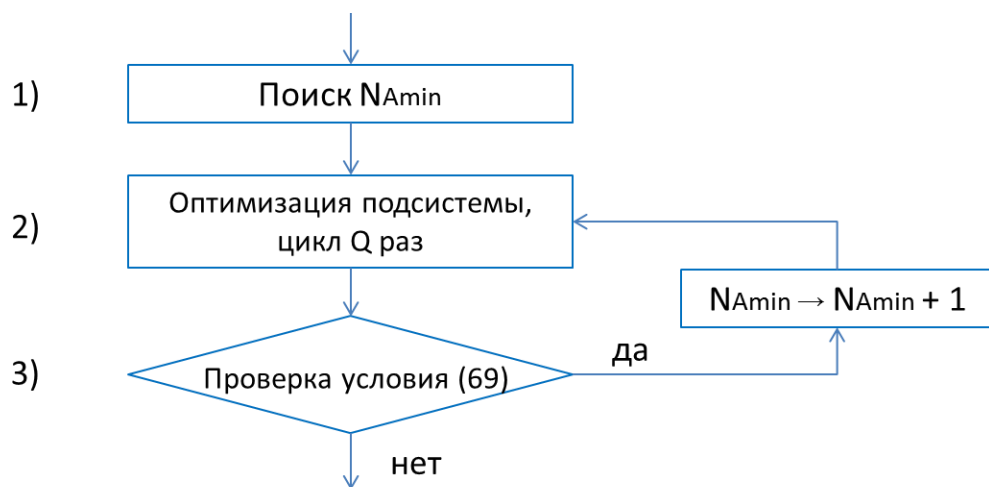 1)
Поиск NAmin
2)
Оптимизация подсистемы,
цикл Q раз
NAmin → NAmin + 1
3)
Проверка условия (69)
да
нет